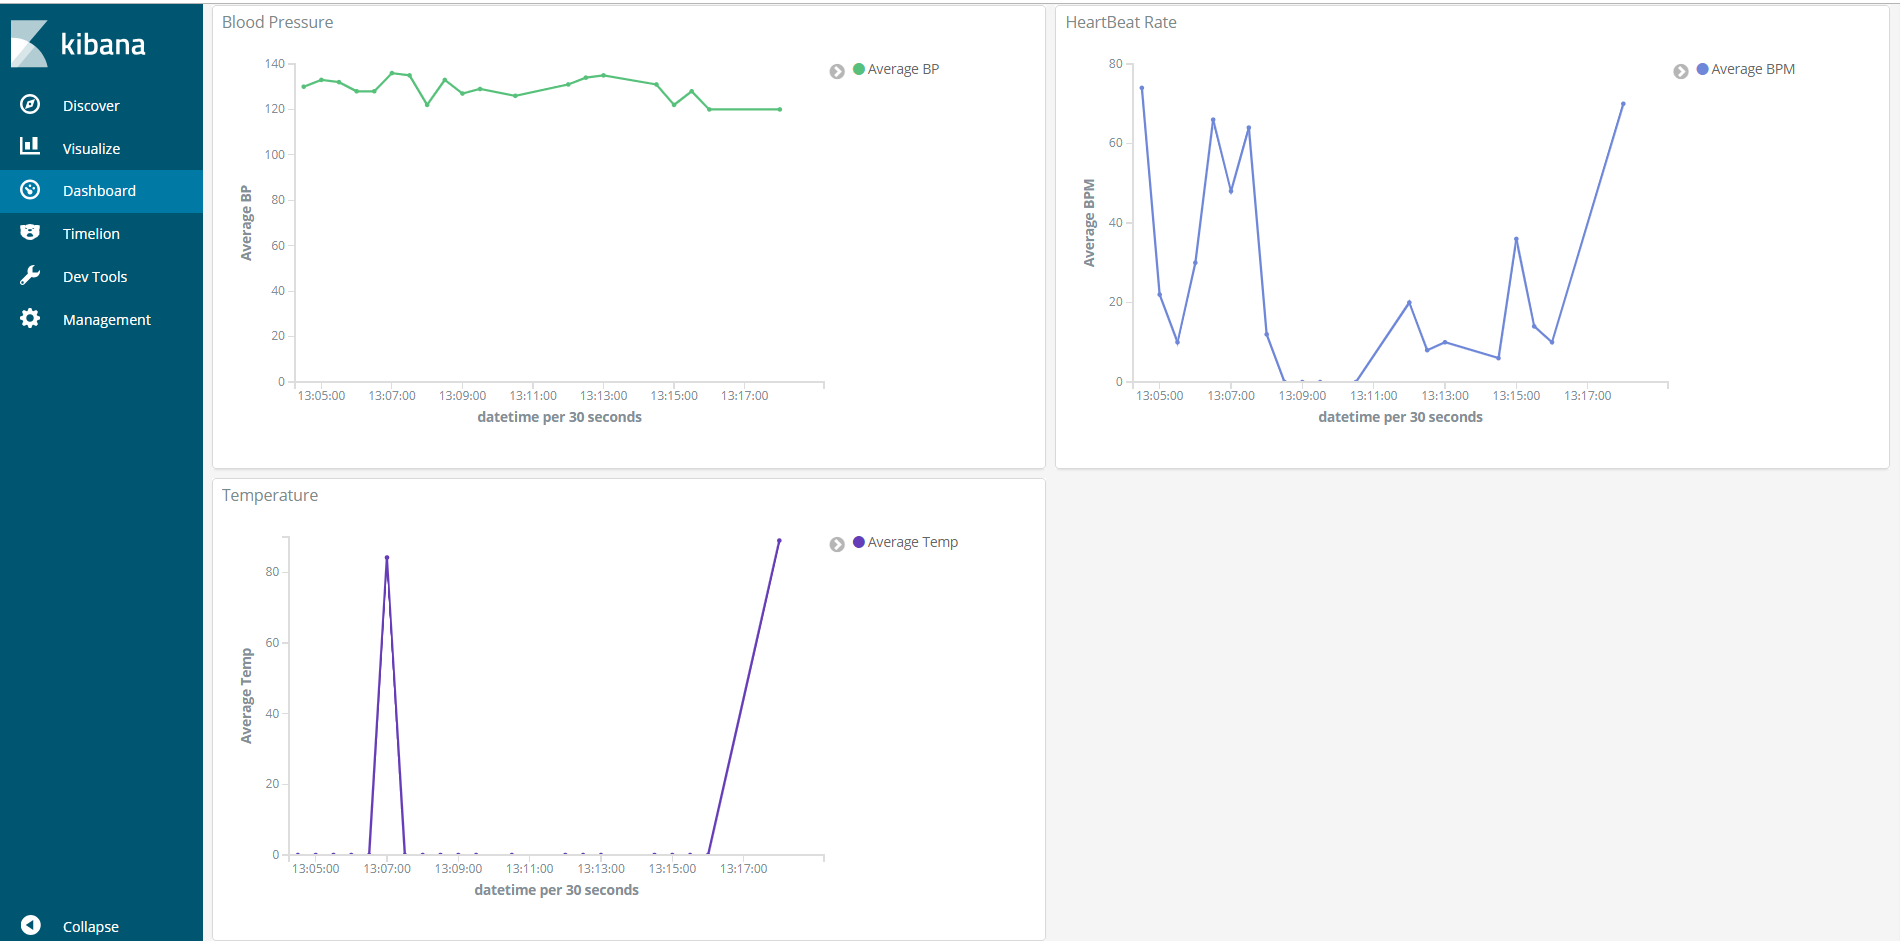 kibana
Discover
Visualize
Dashboard
Timelion
Dev Tools
Management
Collapse
Blood Pressure
Average BP
140
120
100
80
60
40
20
0
Average BP
13:05:00 13:07:00 13:09:00 13:11:00 13:13:00 13:15:00 13:17:00
datetime per 30 seconds
HeartBeat Rate
Average BPM
80
60
40
20
0
Average BPM
13:05:00 13:07:00 13:09:00 13:11:00 13:13:00 13:15:00 13:17:00
datetime per 30 seconds
Temperature
Average Temp
80
60
40
20
0
Average Temp
13:05:00 13:07:00 13:09:00 13:11:00 13:13:00 13:15:00 13:17:00
datetime per 30 seconds